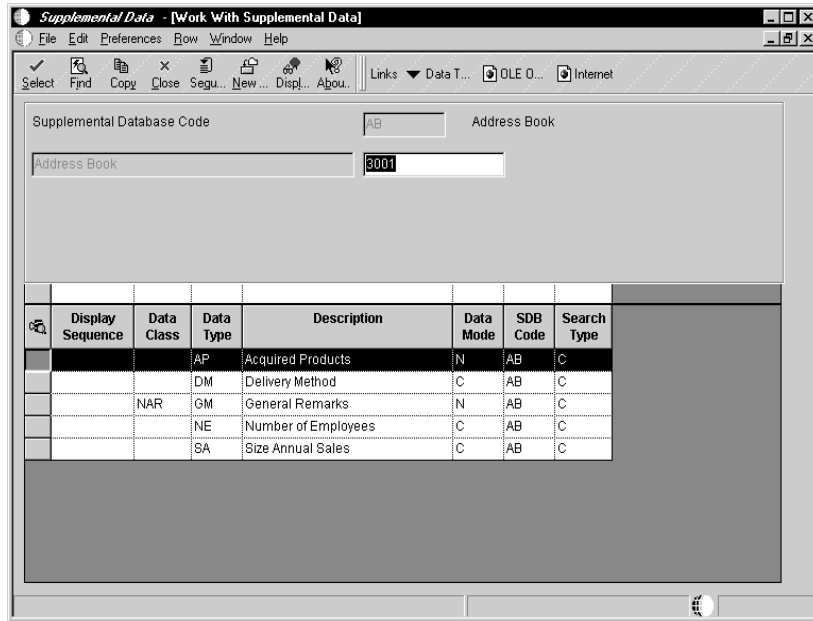 Supplemental Data - [Work With Supplemental Data]
File Edit Preferences Row Window Help
Select Find Copy Close Sequ... New ... Displ... Abou.. Links Data T... OLE O... Internet
Supplemental Database Code AB Address Book
Address Book 3001
Display Sequence Data Class Data Type Description Data Mode SDB Code Search Type
AP Acquired Products N AB C
DM Delivery Method C AB C
NAR GM General Remarks N AB C
NE Number of Employees C AB C
SA Size Annual Sales C AB C